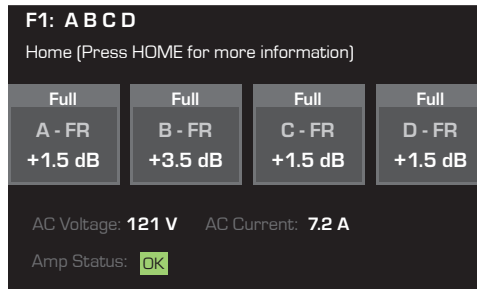 F1: A B C D
Home (Press HOME for more information)
Full Full Full Full
A - FR B - FR C - FR D - FR
+1.5 dB +3.5 dB +1.5 dB +1.5 dB
AC Voltage: 121 V AC Current: 7.2 A
Amp Status: OK